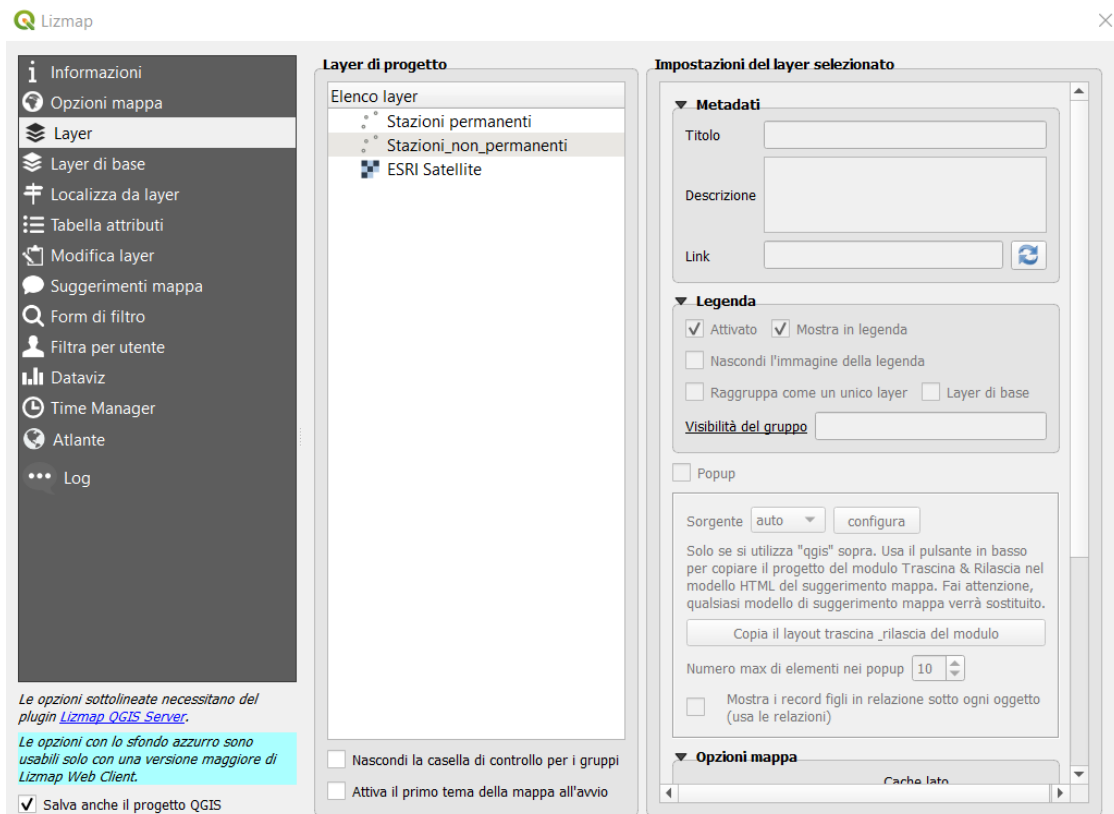 Lizmap
Informazioni
Opzioni mappa
Layer
Layer di base
Localizza da layer
Tabella attributi
Modifica layer
Suggerimenti mappa
Form di filtro
Filtra per utente
Dataviz
Time Manager
Atlante
Log
Le opzioni sottolineate necessitano del
plugin Lizmap QGIS Server.
Le opzioni con lo sfondo azzurro sono
usabili solo con una versione maggiore di
Lizmap Web Client.
Salva anche il progetto QGIS
Layer di progetto
Elenco layer
Stazioni permanenti
Stazioni_non_permanenti
ESRI Satellite
Nascondi la casella di controllo per i gruppi
Attiva il primo tema della mappa all'avvio
Impostazioni del layer selezionato
Metadati
Titolo
Descrizione
Link
Legenda
Attivato Mostra in legenda
Nascondi l'immagine della legenda
Raggruppa come un unico layer Layer di base
Visibilità del gruppo
Popup
Sorgente auto configura
Solo se si utilizza "qgis" sopra. Usa il pulsante in basso
per copiare il progetto del modulo Trascina & Rilascia nel
modello HTML del suggerimento mappa. Fai attenzione,
qualsiasi modello di suggerimento mappa verrà sostituito.
Copia il layout trascina _rilascia del modulo
Numero max di elementi nei popup 10
Mostra i record figli in relazione sotto ogni oggetto
(usa le relazioni)
Opzioni mappa
Cache lato